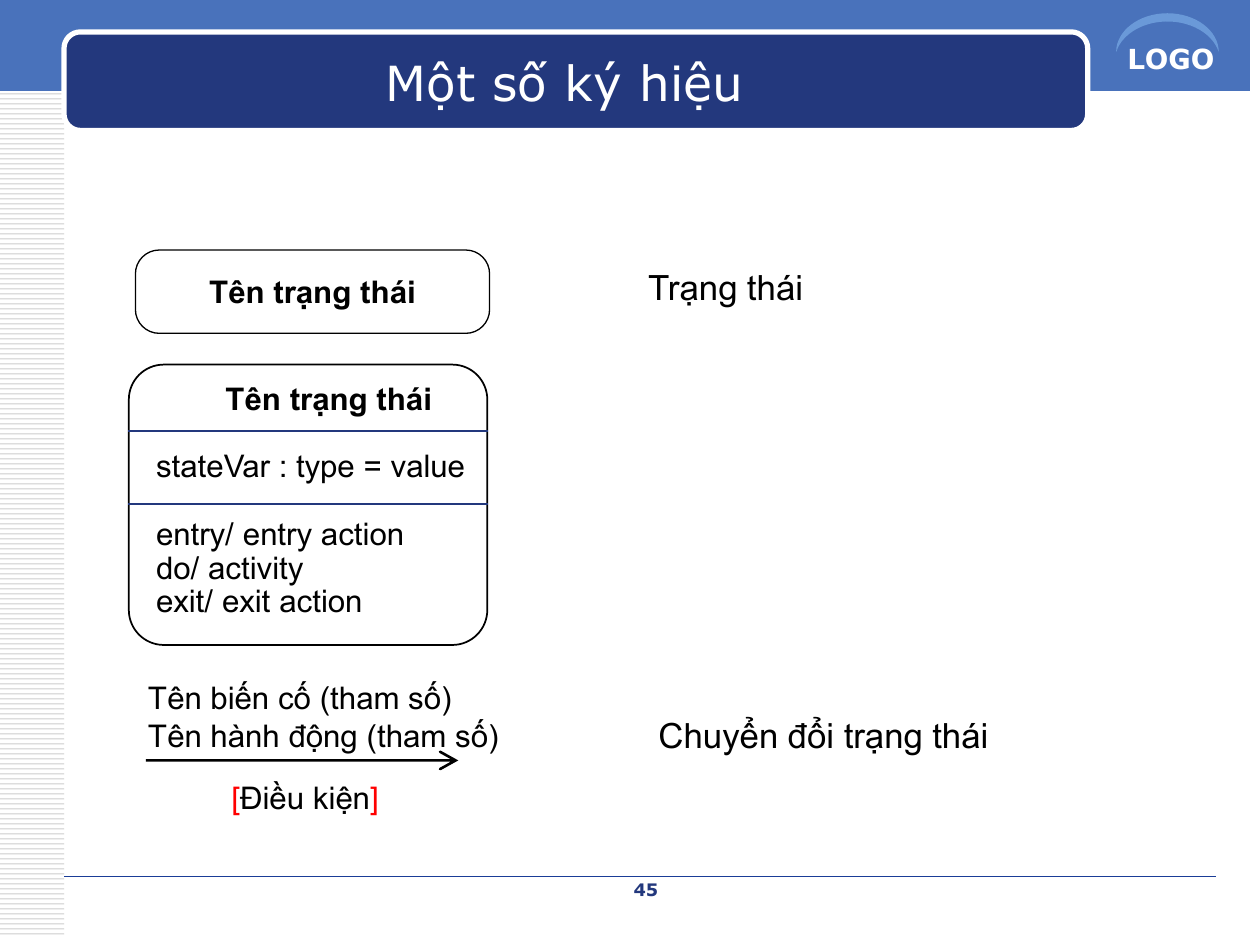 Một số ký hiệu
LOGO
Tên trạng thái
Trạng thái
Tên trạng thái
stateVar : type = value
entry/ entry action
do/ activity
exit/ exit action
Tên biến cố (tham số)
Tên hành động (tham số)
Chuyển đổi trạng thái
[Điều kiện]
45